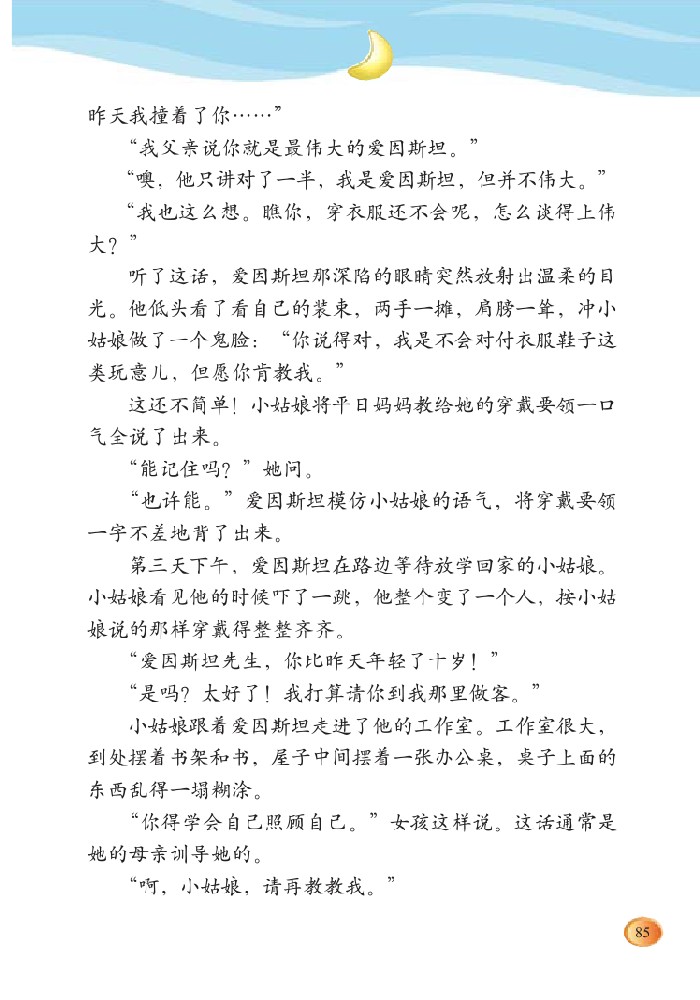 昨天我撞着了你……”
“我父亲说你就是最伟大的爱因斯坦。”
“噢，他只讲对了一半，我是爱因斯坦，但并不伟大。”
“我也这么想。瞧你，穿衣服还不会呢，怎么谈得上伟
大？”
听了这话，爱因斯坦那深陷的眼睛突然放射出温柔的目
光。他低头看了看自己的装束，两手一摊，肩膀一耸，冲小
姑娘做了一个鬼脸：“你说得对，我是不会对付衣服鞋子这
类玩意儿，但愿你肯教我。”
这还不简单！小姑娘将平日妈妈教给她的穿戴要领一口
气全说了出来。
“能记住吗？”她问。
“也许能。”爱因斯坦模仿小姑娘的语气，将穿戴要领
一字不差地背了出来。
第三天下午，爱因斯坦在路边等待放学回家的小姑娘。
小姑娘看见他的时候吓了一跳，他整个变了一个人，按小姑
娘说的那样穿戴得整整齐齐。
“爱因斯坦先生，你比昨天年轻了十岁！”
“是吗？太好了！我打算请你到我那里做客。”
小姑娘跟着爱因斯坦走进了他的工作室。工作室很大，
到处摆着书架和书，屋子中间摆着一张办公桌，桌子上面的
东西乱得一塌糊涂。
“你得学会自己照顾自己。”女孩这样说。这话通常是
她的母亲训导她的。
“啊，小姑娘，请再教教我。”
85